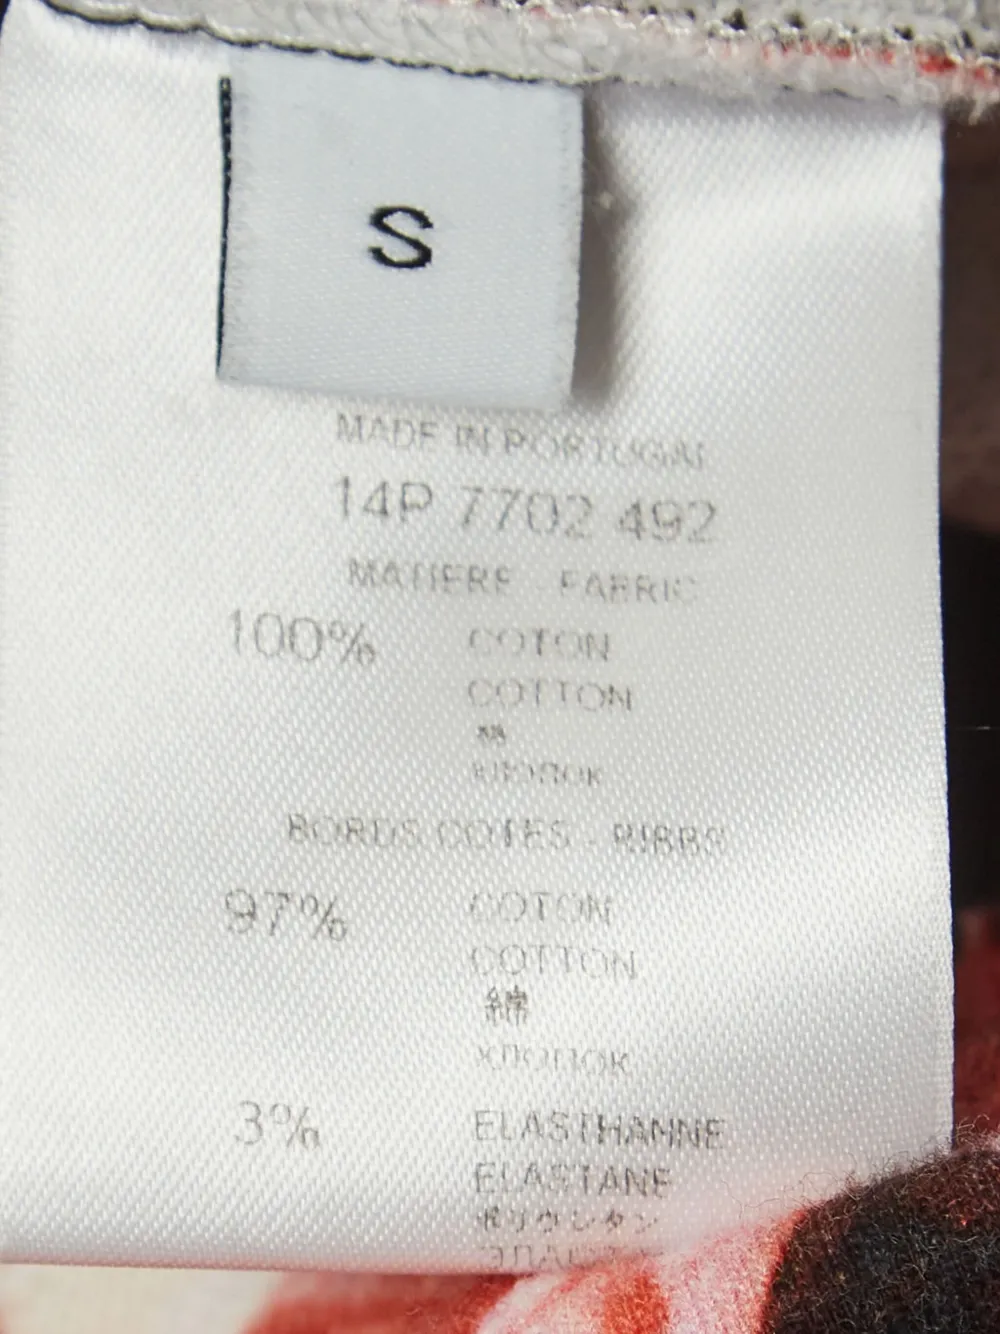 S
MADE IN PORTUGAL
14P 7702 492
MATIERE - FABRIC
100% COTON
COTTON
綿
ХЛОПОК
BORDS COTES - RIBBS
97% COTON
COTTON
綿
ХЛОПОК
3% ELASTHANNE
ELASTANE
ポリウレタン